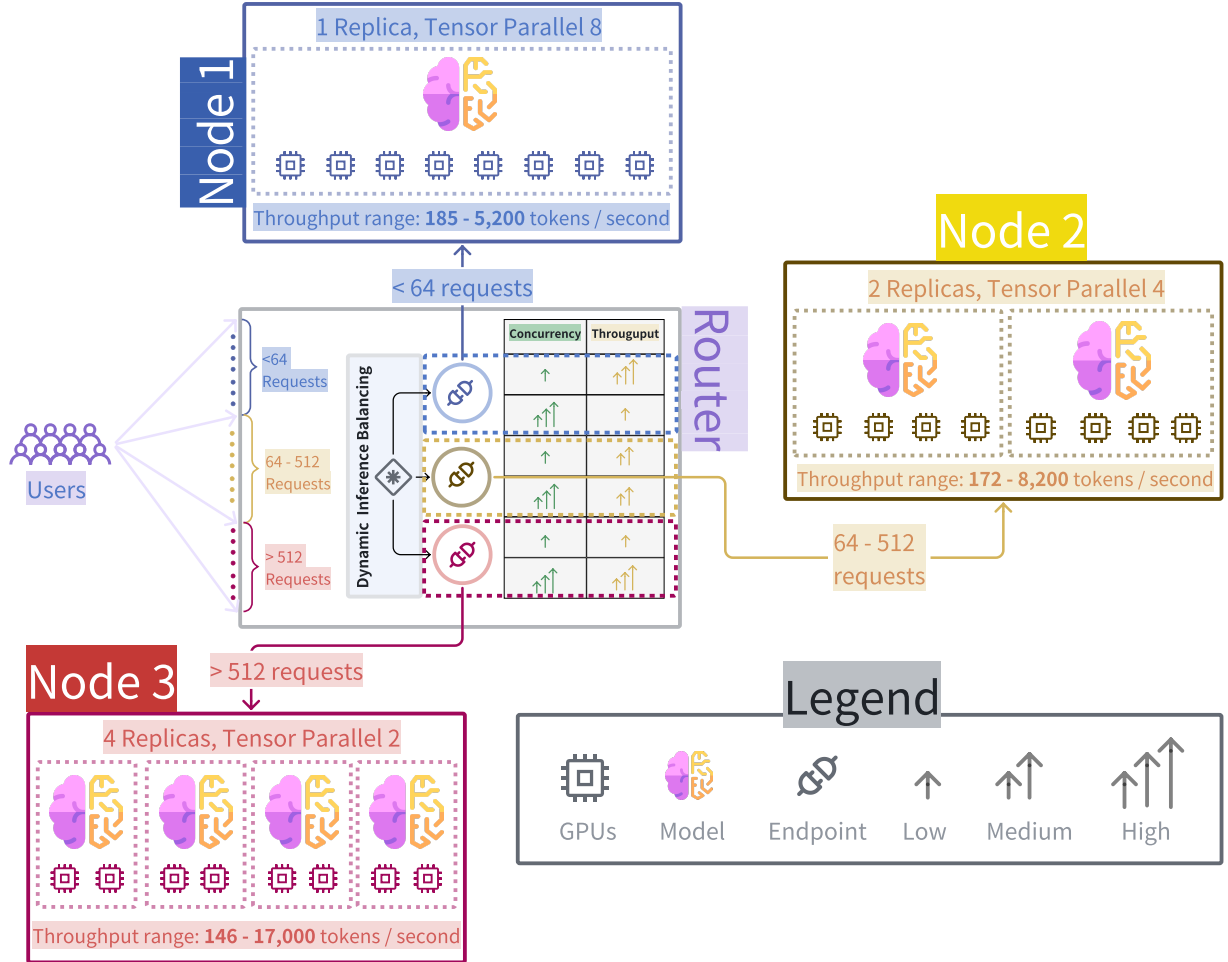 1 Replica, Tensor Parallel 8
Node 1
Throughput range: 185 - 5,200 tokens / second
< 64 requests
Node 2
2 Replicas, Tensor Parallel 4
Throughput range: 172 - 8,200 tokens / second
64 - 512
requests
Router
Concurrency
Througuput
Dynamic Inference Balancing
<64
Requests
64 - 512
Requests
> 512
Requests
Users
> 512 requests
Node 3
4 Replicas, Tensor Parallel 2
Throughput range: 146 - 17,000 tokens / second
Legend
GPUs
Model
Endpoint
Low
Medium
High